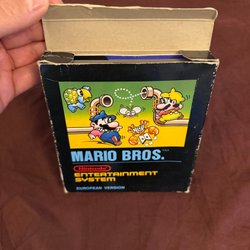 MARIO BROS.
Nintendo
ENTERTAINMENT
SYSTEM
EUROPEAN VERSION